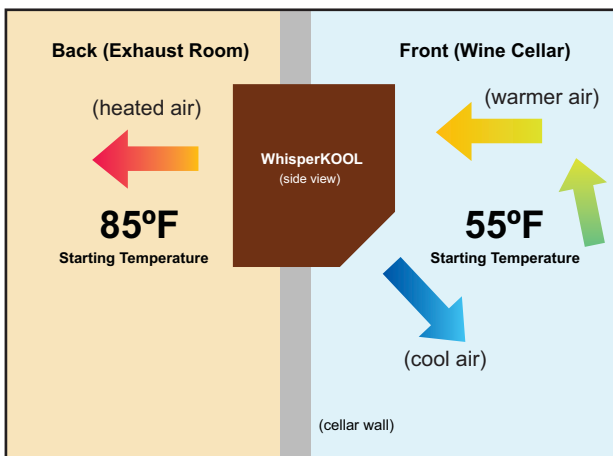 Back (Exhaust Room)
Front (Wine Cellar)
(heated air)
(warmer air)
WhisperKOOL
(side view)
85ºF
Starting Temperature
55ºF
Starting Temperature
(cool air)
(cellar wall)